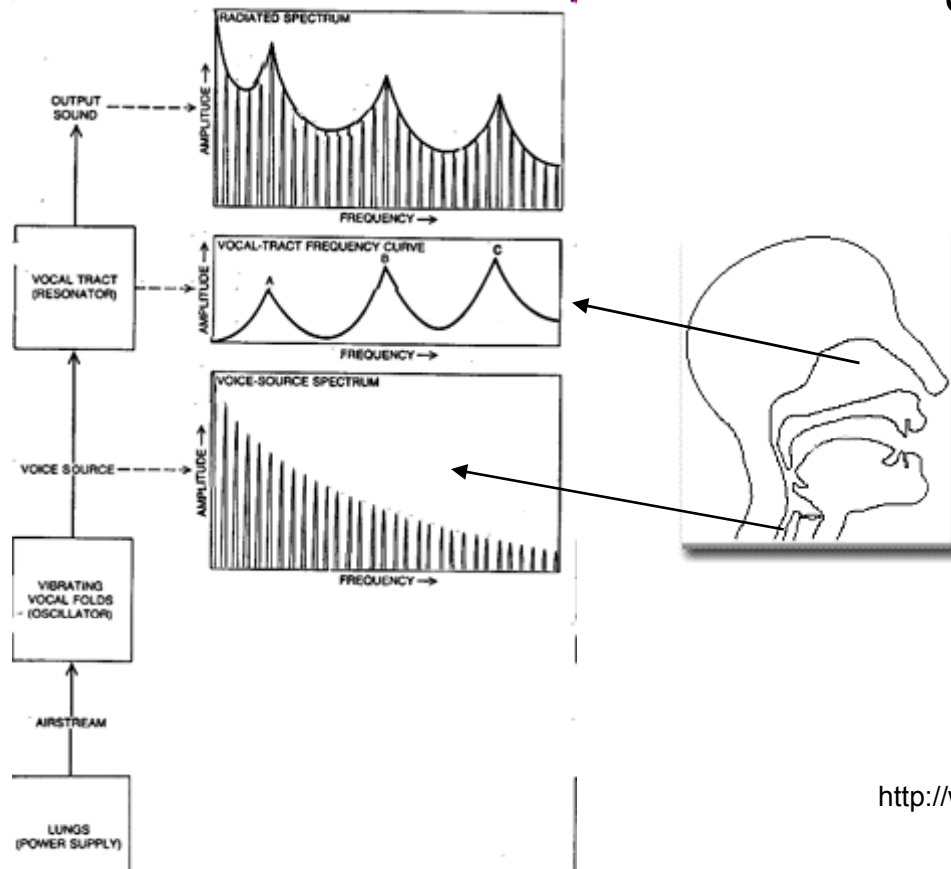 RADIATED SPECTRUM
OUTPUT
SOUND
AMPLITUDE
FREQUENCY
VOCAL TRACT
(RESONATOR)
VOCAL-TRACT FREQUENCY CURVE
A
B
C
AMPLITUDE
FREQUENCY
VOICE-SOURCE SPECTRUM
VOICE SOURCE
AMPLITUDE
FREQUENCY
VIBRATING
VOCAL FOLDS
(OSCILLATOR)
AIRSTREAM
LUNGS
(POWER SUPPLY)
http://